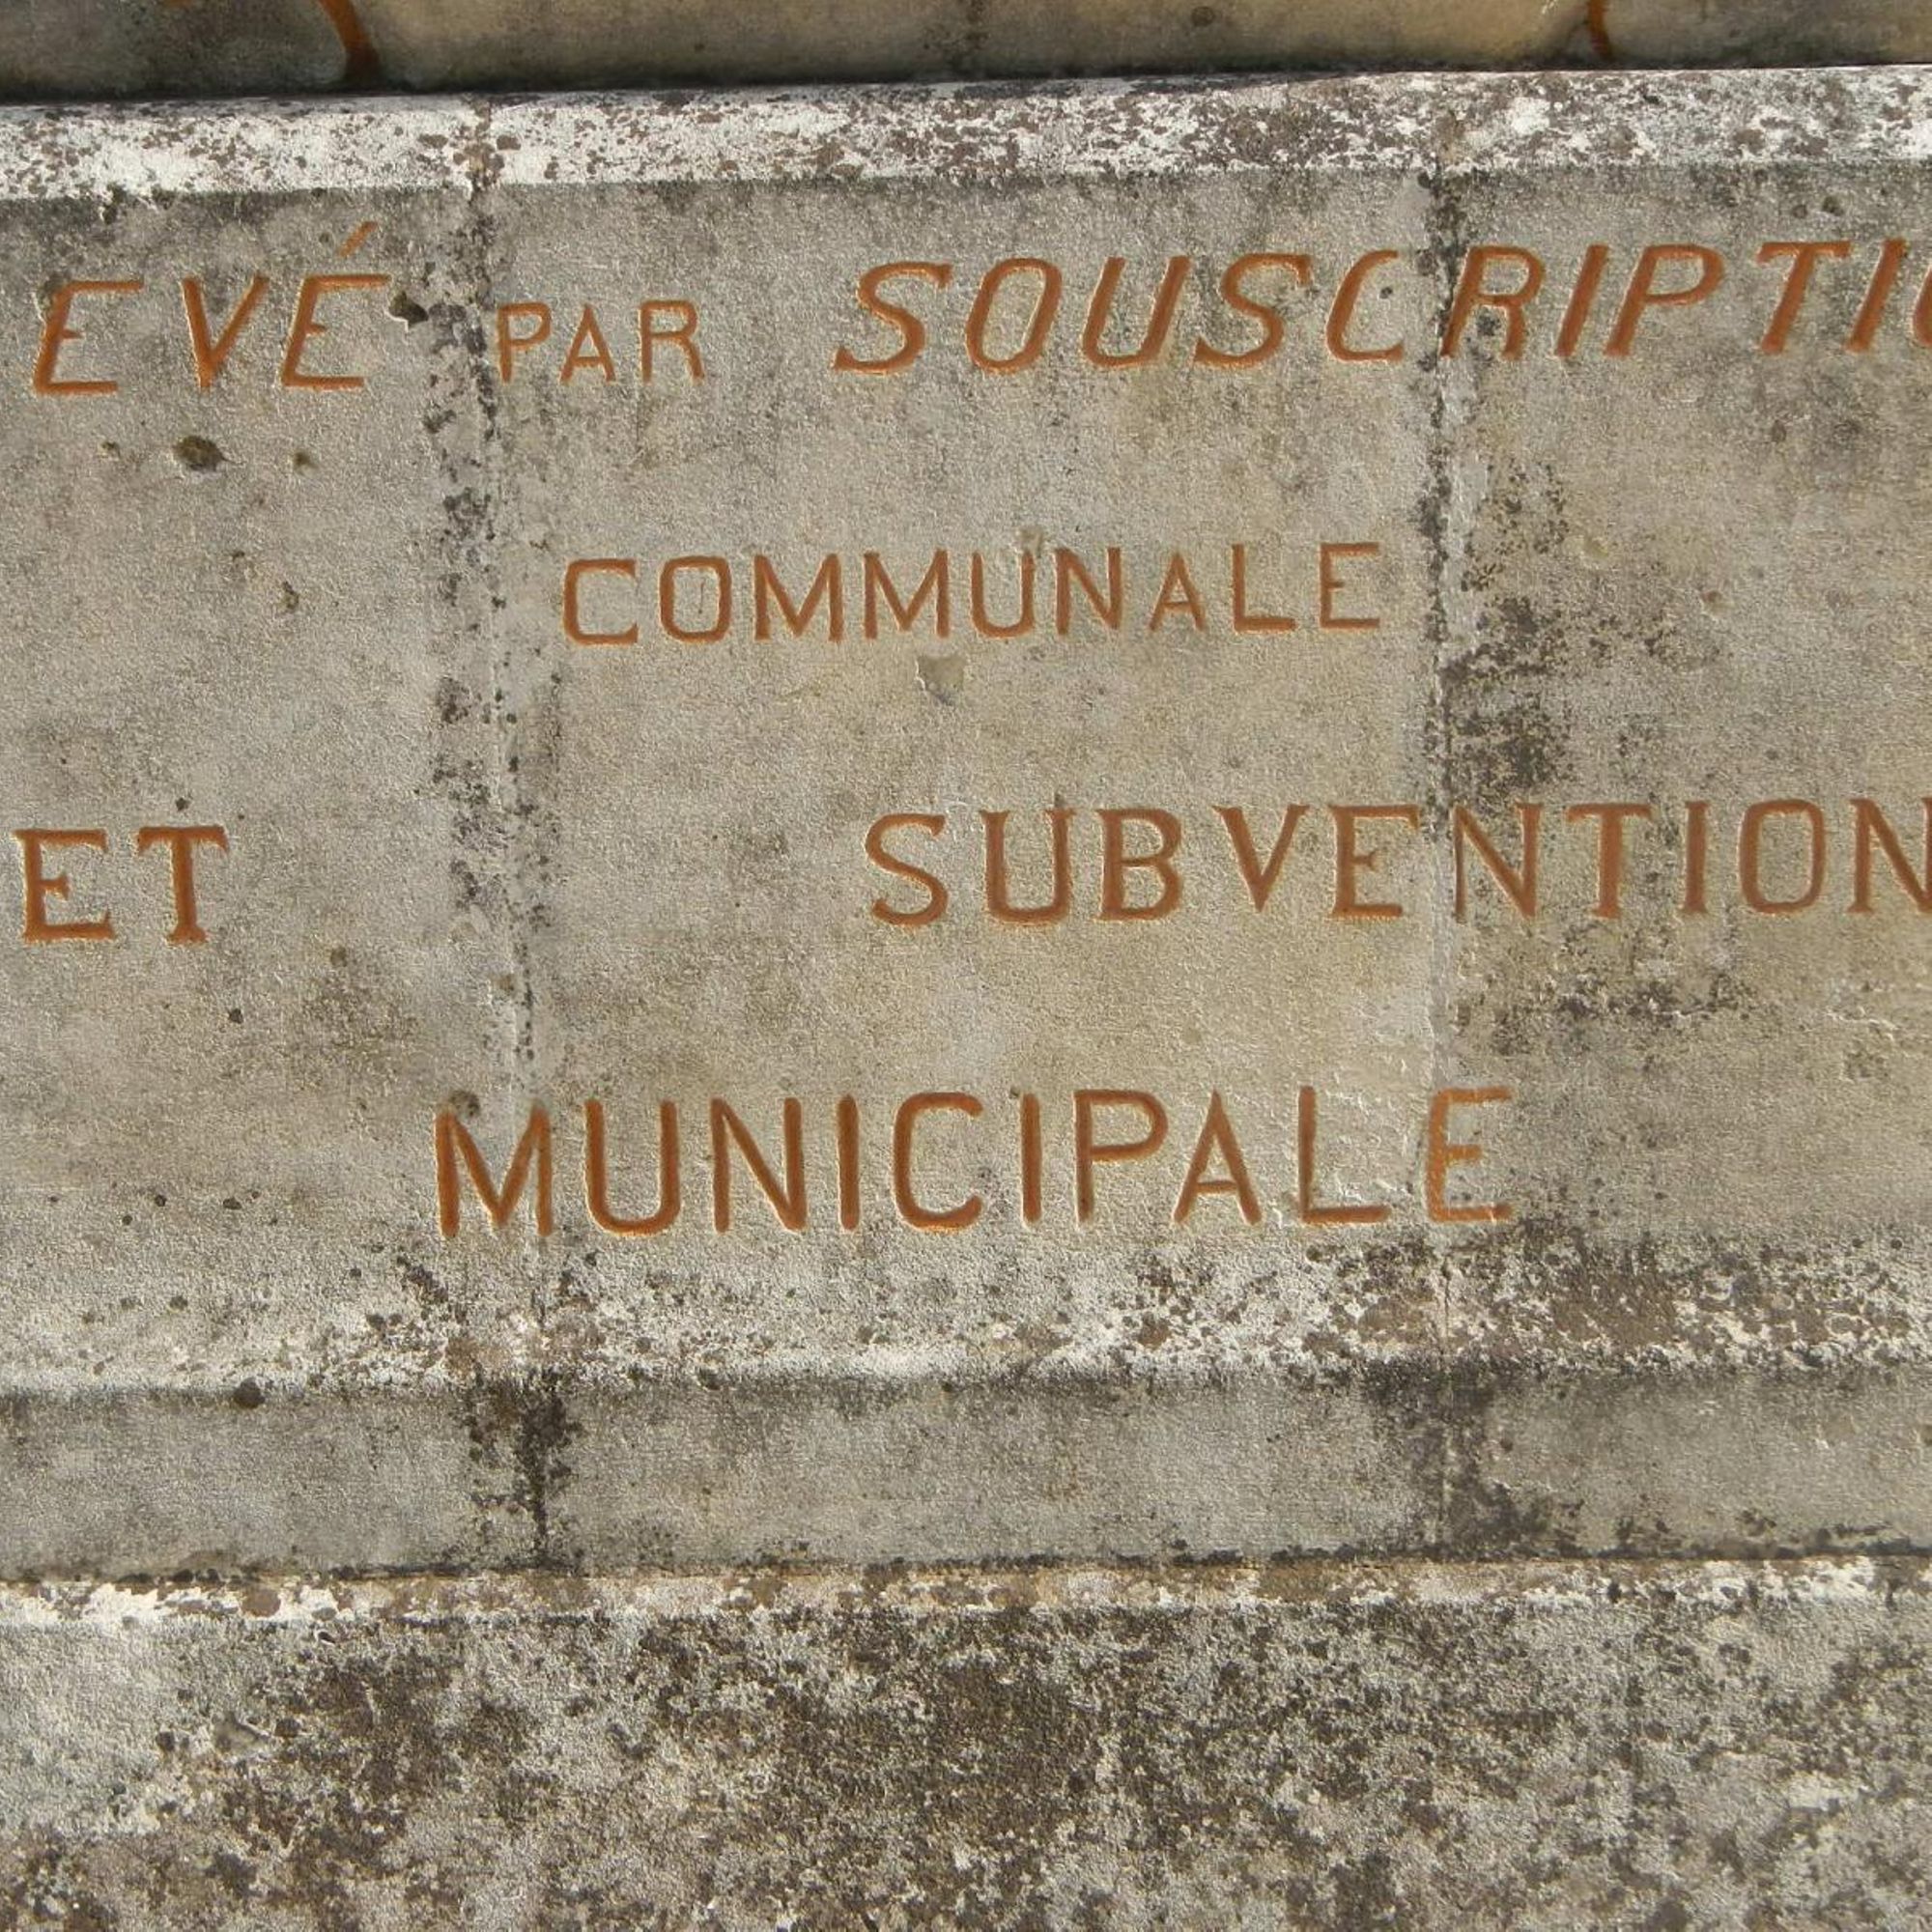 EVÉ PAR SOUSCRIPTI
COMMUNALE
ET SUBVENTION
MUNICIPALE